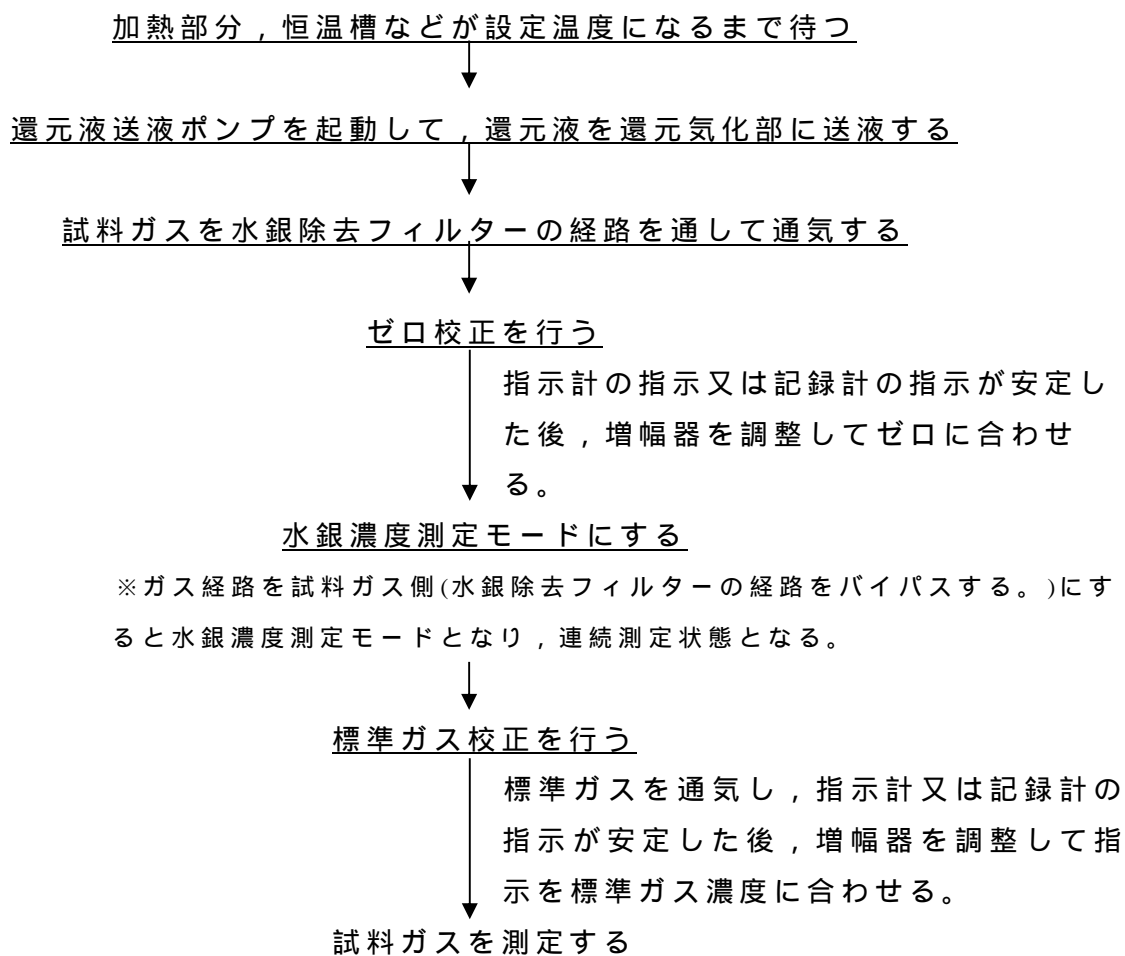 加熱部分，恒温槽などが設定温度になるまで待つ
還元液送液ポンプを起動して，還元液を還元気化部に送液する
試料ガスを水銀除去フィルターの経路を通して通気する
ゼロ校正を行う
指示計の指示又は記録計の指示が安定し
た後，増幅器を調整してゼロに合わせ
る。
水銀濃度測定モードにする
※ガス経路を試料ガス側(水銀除去フィルターの経路をバイパスする。)にす
ると水銀濃度測定モードとなり，連続測定状態となる。
標準ガス校正を行う
標準ガスを通気し，指示計又は記録計の
指示が安定した後，増幅器を調整して指
示を標準ガス濃度に合わせる。
試料ガスを測定する